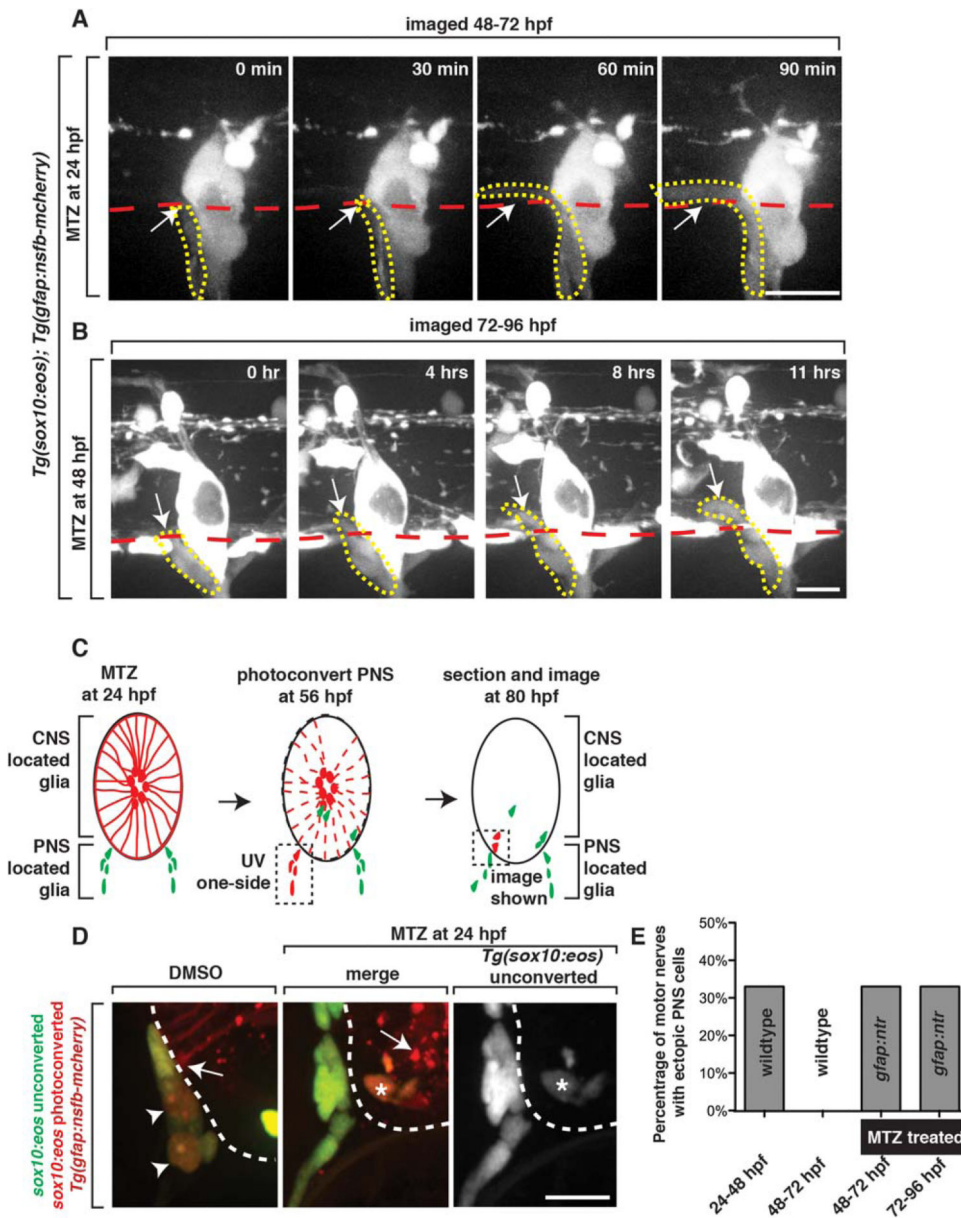 A
imaged 48-72 hpf
Tg(sox10:eos); Tg(gfap:nsfb-mcherry)
MTZ at 24 hpf
0 min
30 min
60 min
90 min
B
imaged 72-96 hpf
MTZ at 48 hpf
0 hr
4 hrs
8 hrs
11 hrs
C
MTZ
at 24 hpf
photoconvert PNS
at 56 hpf
section and image
at 80 hpf
CNS
located
glia
PNS
located
glia
UV
one-side
image
shown
CNS
located
glia
PNS
located
glia
D
MTZ at 24 hpf
DMSO
merge
Tg(sox10:eos)
unconverted
sox10:eos unconverted
sox10:eos photoconverted
Tg(gfap:nsfb-mcherry)
*
*
E
Percentrage of motor nerves
with ectopic PNS cells
50%
40%
30%
20%
10%
0%
wildtype
wildtype
gfap:ntr
gfap:ntr
MTZ treated
24-48 hpf
48-72 hpf
48-72 hpf
72-96 hpf